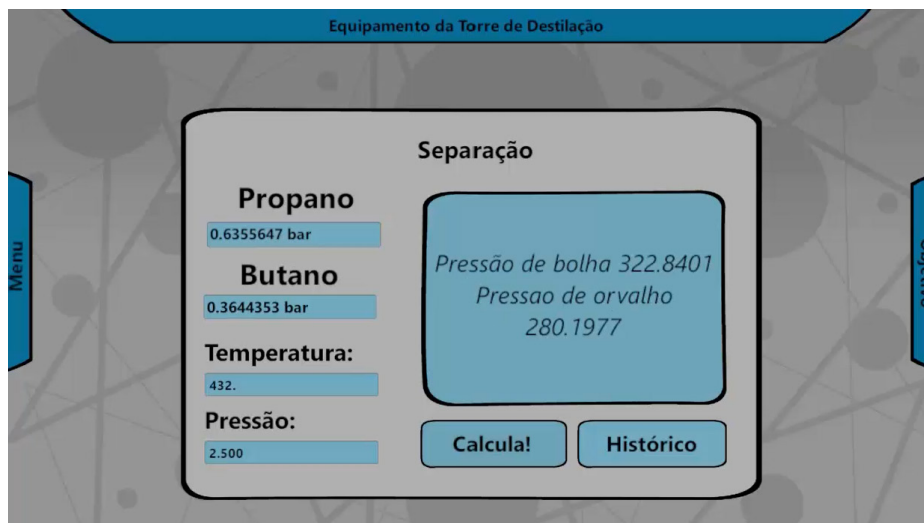 Equipamento da Torre de Destilação
Menu
Separação
Propano
0.6355647 bar
Butano
0.3644353 bar
Temperatura:
432.
Pressão:
2.500
Pressão de bolha 322.8401
Pressao de orvalho
280.1977
Calcula!
Histórico